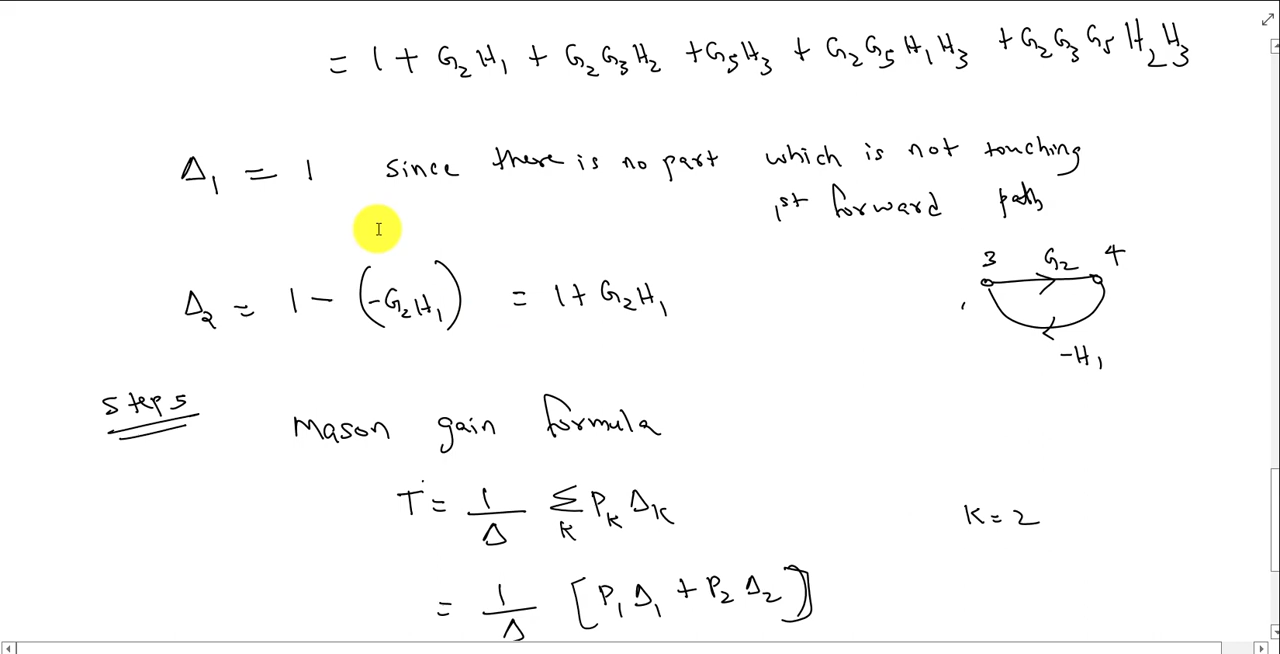 = 1 + G₂H₁ + G₂G₃H₂ + G₅H₃ + G₂G₅H₁H₃ + G₂G₃G₅H₂H₃
Δ₁ = 1 since there is no part which is not touching
1st forward path
3 G₂ 4
Δ₂ = 1 - (-G₂H₁) = 1 + G₂H₁
-H₁
Step 5 Mason gain formula
T = 1/Δ Σ_K P_K Δ_K K = 2
= 1/Δ [P₁Δ₁ + P₂Δ₂]